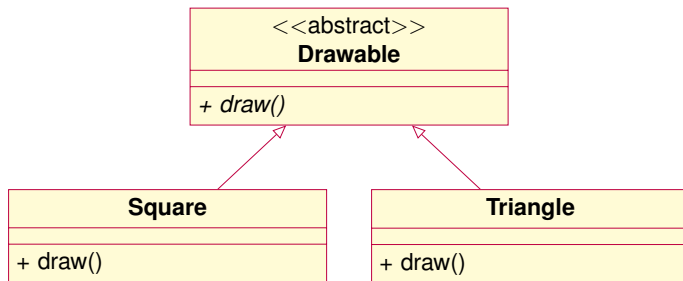 <<abstract>>
Drawable
+ draw()
Square
+ draw()
Triangle
+ draw()